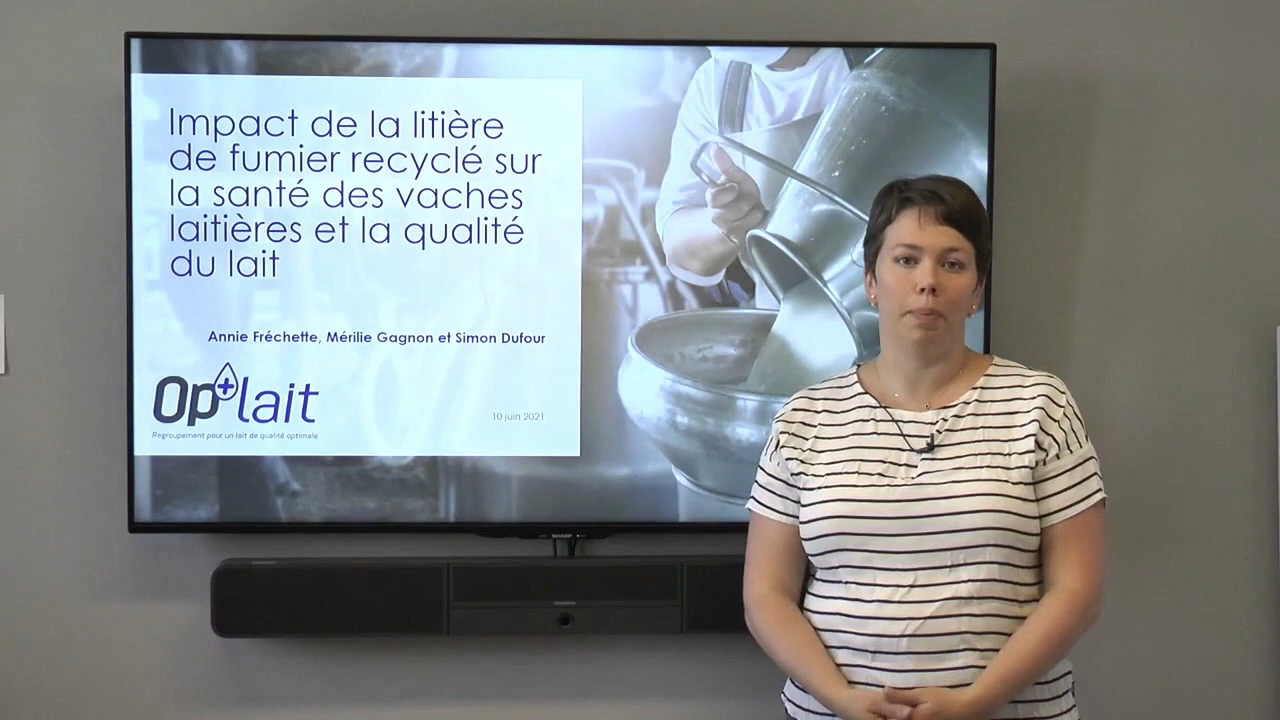 Impact de la litière
de fumier recyclé sur
la santé des vaches
laitières et la qualité
du lait
Annie Fréchette, Mérilie Gagnon et Simon Dufour
Op+lait
10 juin 2021
Regroupement pour un lait de qualité optimale
SHARP